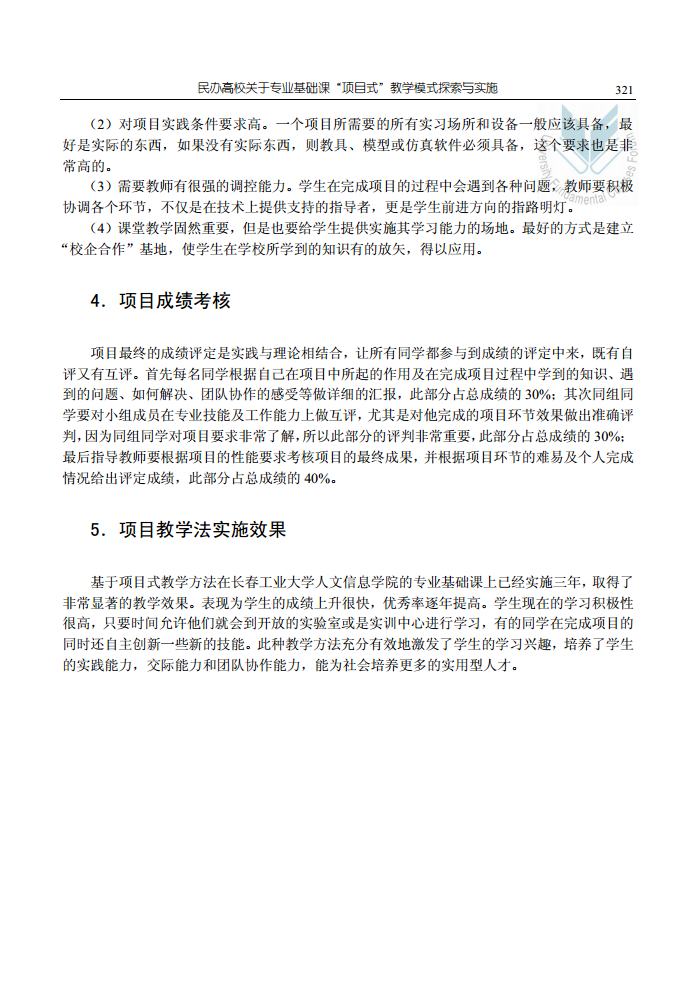 民办高校关于专业基础课“项目式”教学模式探索与实施 321
（2）对项目实践条件要求高。一个项目所需要的所有实习场所和设备一般应该具备，最
好是实际的东西，如果没有实际东西，则教具、模型或仿真软件必须具备，这个要求也是非
常高的。
（3）需要教师有很强的调控能力。学生在完成项目的过程中会遇到各种问题，教师要积极
协调各个环节，不仅是在技术上提供支持的指导者，更是学生前进方向的指路明灯。
（4）课堂教学固然重要，但是也要给学生提供实施其学习能力的场地。最好的方式是建立
“校企合作”基地，使学生在学校所学到的知识有的放矢，得以应用。
4．项目成绩考核
项目最终的成绩评定是实践与理论相结合，让所有同学都参与到成绩的评定中来，既有自
评又有互评。首先每名同学根据自己在项目中所起的作用及在完成项目过程中学到的知识、遇
到的问题、如何解决、团队协作的感受等做详细的汇报，此部分占总成绩的 30%；其次同组同
学要对小组成员在专业技能及工作能力上做互评，尤其是对他完成的项目环节效果做出准确评
判，因为同组同学对项目要求非常了解，所以此部分的评判非常重要，此部分占总成绩的 30%；
最后指导教师要根据项目的性能要求考核项目的最终成果，并根据项目环节的难易及个人完成
情况给出评定成绩，此部分占总成绩的 40%。
5．项目教学法实施效果
基于项目式教学方法在长春工业大学人文信息学院的专业基础课上已经实施三年，取得了
非常显著的教学效果。表现为学生的成绩上升很快，优秀率逐年提高。学生现在的学习积极性
很高，只要时间允许他们就会到开放的实验室或是实训中心进行学习，有的同学在完成项目的
同时还自主创新一些新的技能。此种教学方法充分有效地激发了学生的学习兴趣，培养了学生
的实践能力，交际能力和团队协作能力，能为社会培养更多的实用型人才。